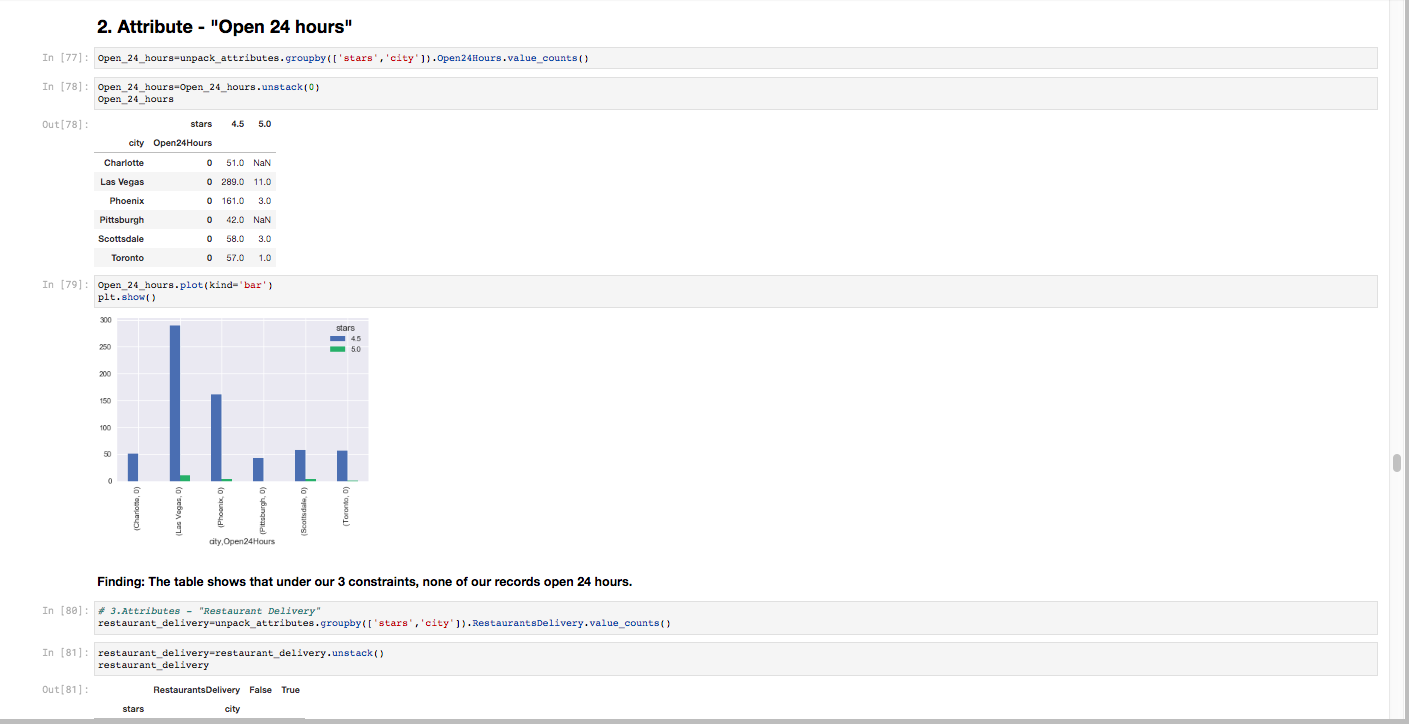 2. Attribute - "Open 24 hours"
In [77]: Open_24_hours=unpack_attributes.groupby(['stars','city']).Open24Hours.value_counts()
In [78]: Open_24_hours=Open_24_hours.unstack(0)
Open_24_hours
Out[78]: stars 4.5 5.0
city Open24Hours
Charlotte 0 51.0 NaN
Las Vegas 0 289.0 11.0
Phoenix 0 161.0 3.0
Pittsburgh 0 42.0 NaN
Scottsdale 0 58.0 3.0
Toronto 0 57.0 1.0
In [79]: Open_24_hours.plot(kind='bar')
plt.show()
300
stars
4.5
5.0
250
200
150
100
50
0
(Charlotte, 0)
(Las Vegas, 0)
(Phoenix, 0)
(Pittsburgh, 0)
(Scottsdale, 0)
(Toronto, 0)
city,Open24Hours
Finding: The table shows that under our 3 constraints, none of our records open 24 hours.
In [80]: # 3.Attributes - "Restaurant Delivery"
restaurant_delivery=unpack_attributes.groupby(['stars','city']).RestaurantsDelivery.value_counts()
In [81]: restaurant_delivery=restaurant_delivery.unstack()
restaurant_delivery
Out[81]: RestaurantsDelivery False True
stars city